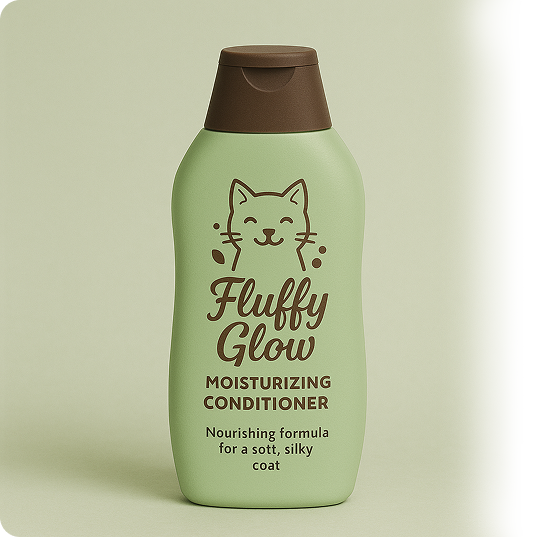 Fluffy
Glow
MOISTURIZING
CONDITIONER
Nourishing formula
for a sott, silky
coat